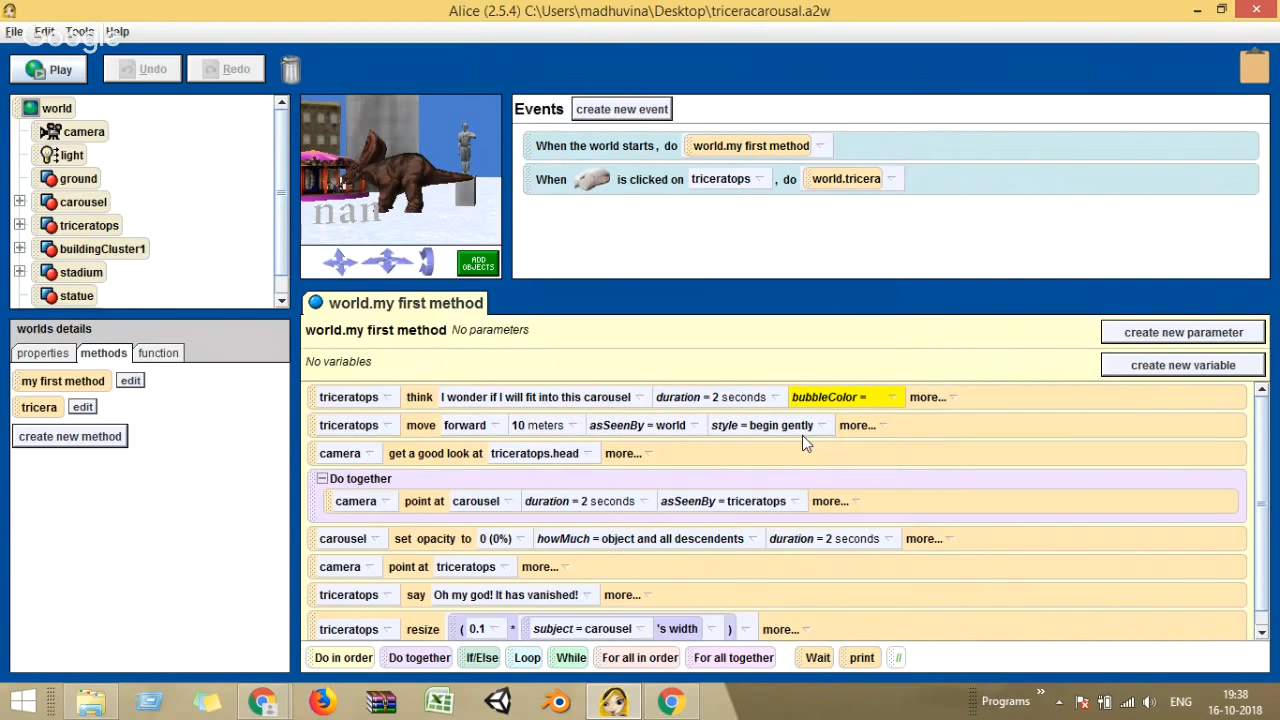 Alice (2.5.4) C:\Users\madhuvina\Desktop\triceracarousal.a2w
File Edit Tools Help
Google
Play Undo Redo
world
camera
light
ground
carousel
triceratops
buildingCluster1
stadium
statue
nan
ADD
OBJECTS
Events create new event
When the world starts, do world.my first method
When is clicked on triceratops , do world.tricera
worlds details
properties methods function
my first method edit
tricera edit
create new method
world.my first method
world.my first method No parameters
create new parameter
No variables
create new variable
triceratops think I wonder if I will fit into this carousel duration = 2 seconds bubbleColor = more...
triceratops move forward 10 meters asSeenBy = world style = begin gently more...
camera get a good look at triceratops.head more...
Do together
camera point at carousel duration = 2 seconds asSeenBy = triceratops more...
carousel set opacity to 0 (0%) howMuch = object and all descendents duration = 2 seconds more...
camera point at triceratops more...
triceratops say Oh my god! It has vanished! more...
triceratops resize ( 0.1 * subject = carousel 's width ) more...
Do in order Do together If/Else Loop While For all in order For all together Wait print //
Programs » ENG 19:38
16-10-2018